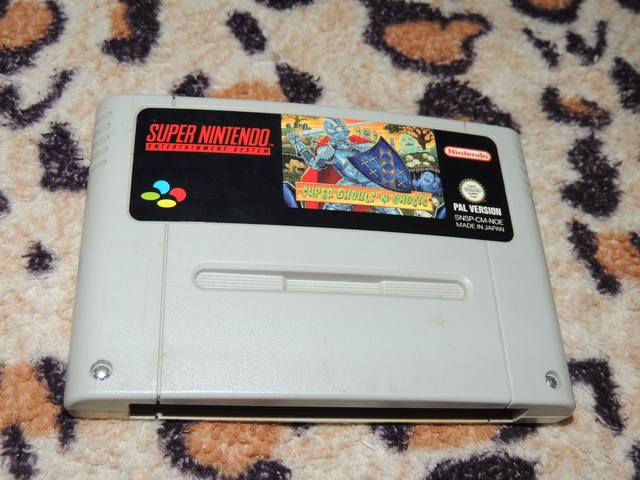 SUPER NINTENDO
ENTERTAINMENT SYSTEM
SUPER GHOULS 'N GHOSTS
Nintendo
PAL VERSION
SNSP-CM-NOE
MADE IN JAPAN